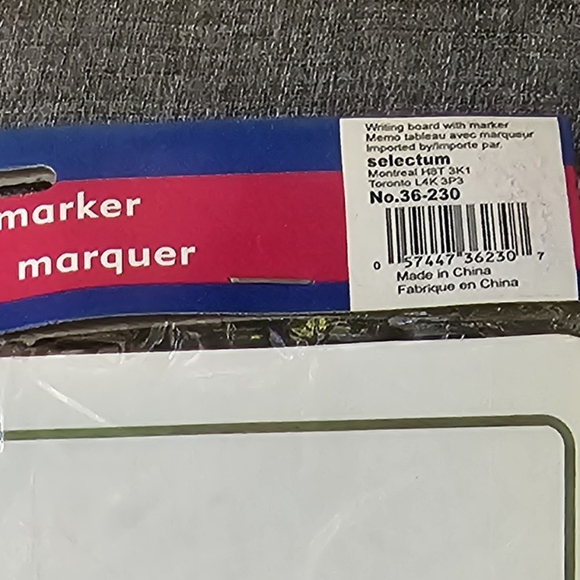 marker
marquer
Writing board with marker
Memo tableau avec marqueur
Imported by/Importe par.
selectum
Montreal H8T 3K1
Toronto L4K 3P3
No.36-230
0 57447 36230 7
Made in China
Fabrique en China